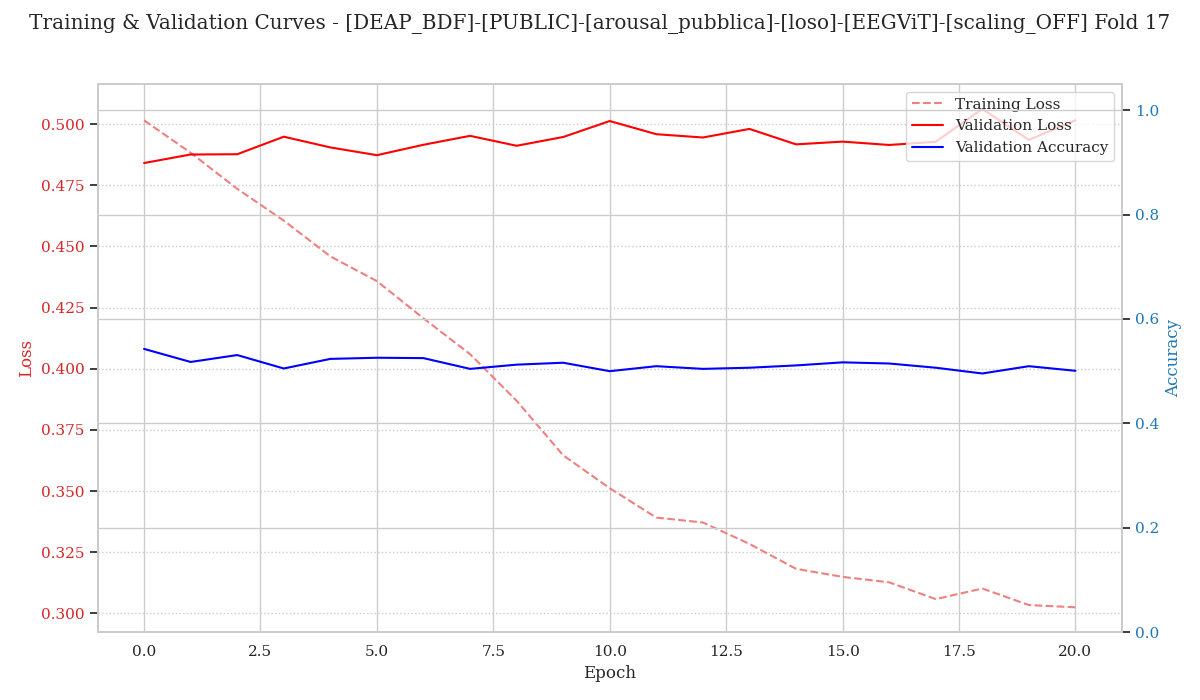 Training & Validation Curves - [DEAP_BDF]-[PUBLIC]-[arousal_pubblica]-[loso]-[EEGViT]-[scaling_OFF] Fold 17
Training Loss
Validation Loss
Validation Accuracy
0.500
0.475
0.450
0.425
0.400
0.375
0.350
0.325
0.300
Loss
1.0
0.8
0.6
0.4
0.2
0.0
Accuracy
0.0 2.5 5.0 7.5 10.0 12.5 15.0 17.5 20.0
Epoch